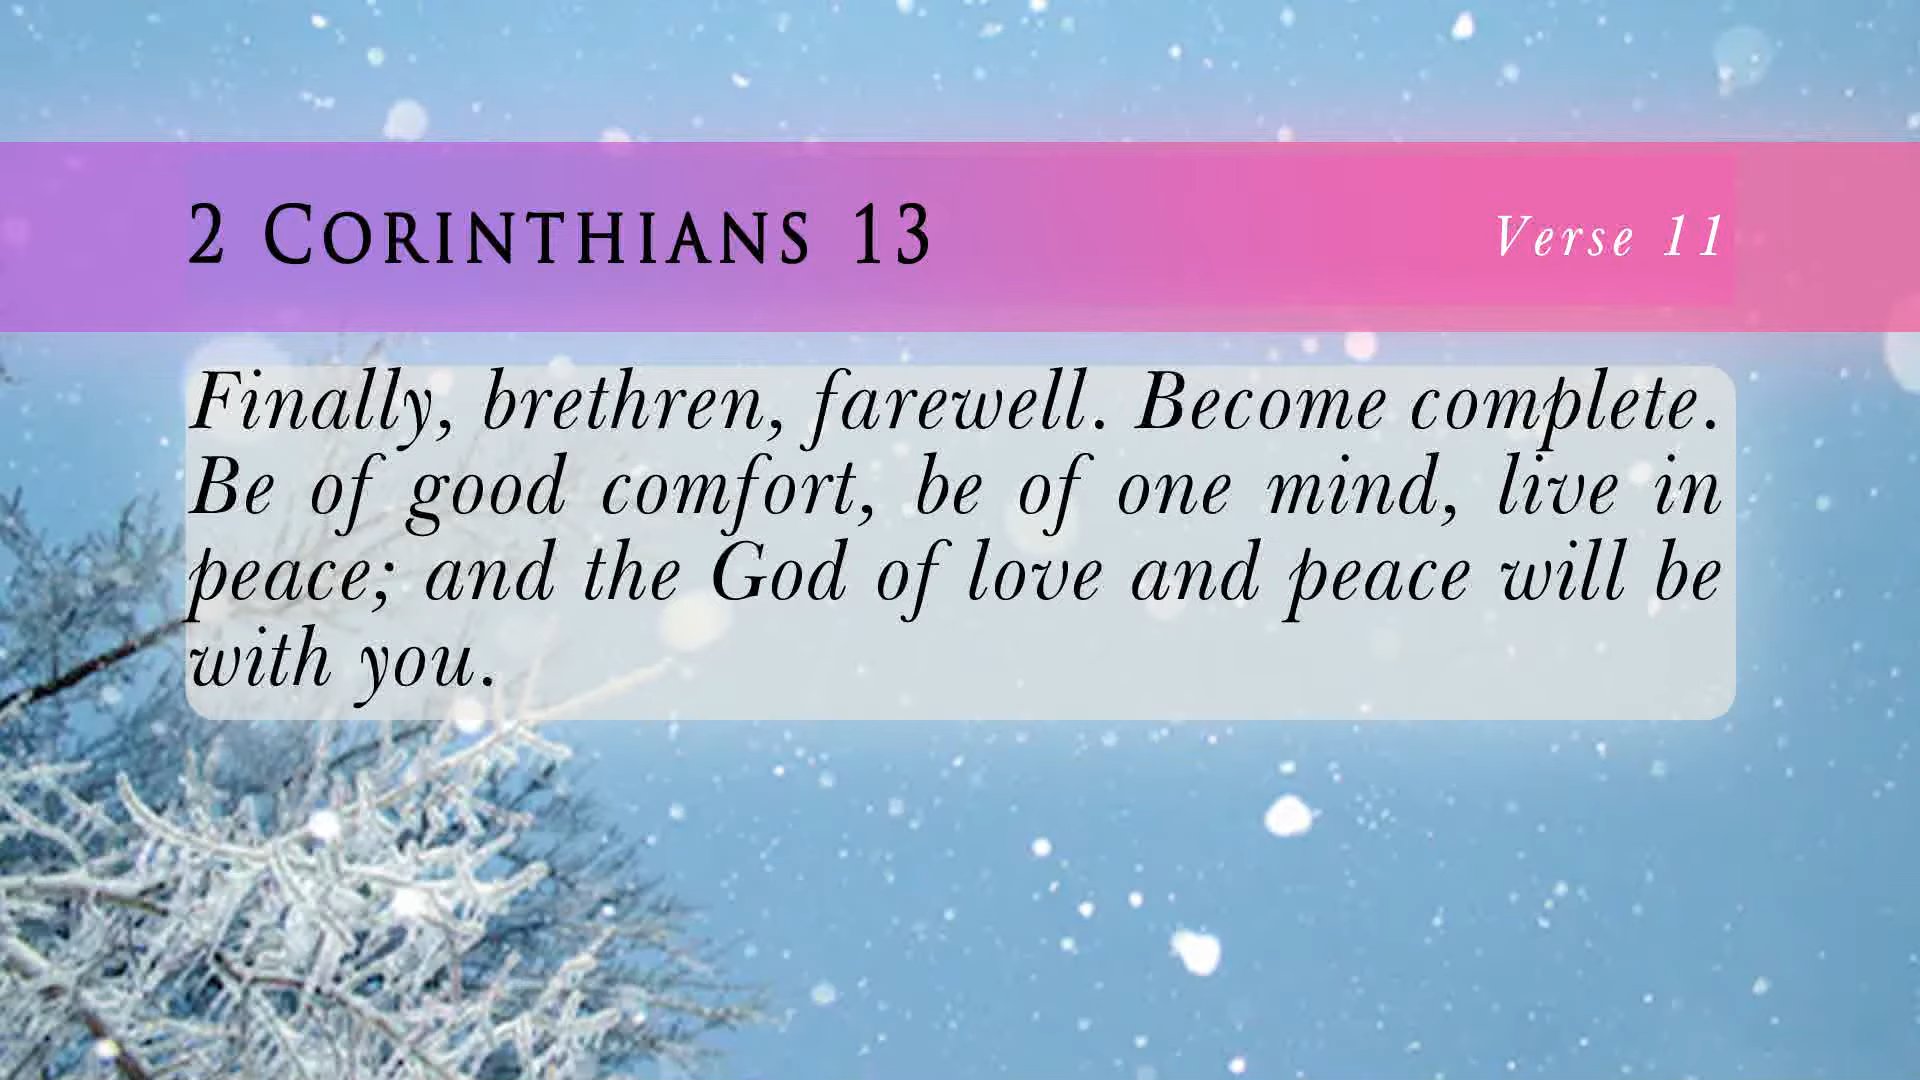 2 Corinthians 13
Verse 11
Finally, brethren, farewell. Become complete.
Be of good comfort, be of one mind, live in
peace; and the God of love and peace will be
with you.